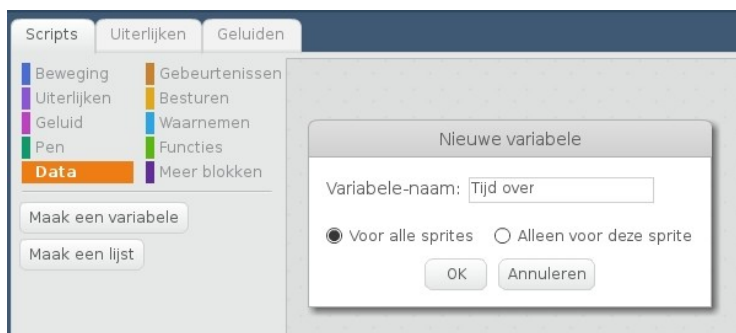 Scripts Uiterlijken Geluiden
Beweging Gebeurtenissen
Uiterlijken Besturen
Geluid Waarnemen
Pen Functies
Data Meer blokken
Maak een variabele
Maak een lijst
Nieuwe variabele
Variabele-naam: Tijd over
Voor alle sprites Alleen voor deze sprite
OK Annuleren